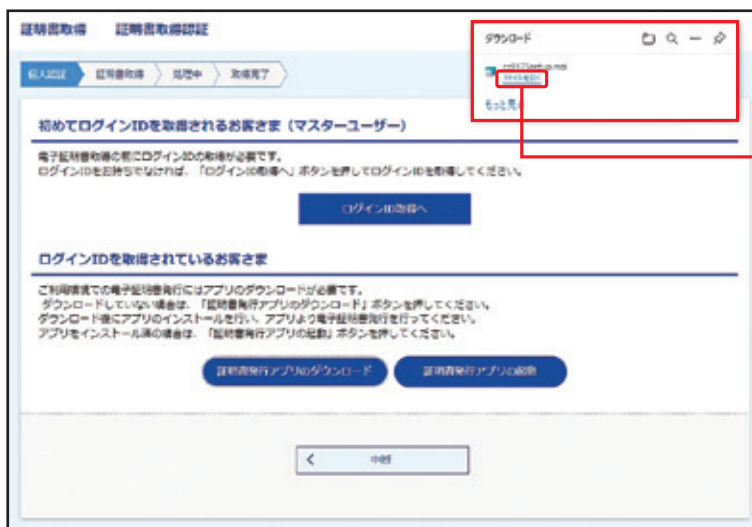 証明書取得　証明書取得認証
個人認証　証明書取得　処理中　取得完了
ダウンロード
ファイルを開く
もっと見る
初めてログインIDを取得されるお客さま（マスターユーザー）
電子証明書取得の前にログインIDの取得が必要です。
ログインIDをお持ちでなければ、「ログインID取得へ」ボタンを押してログインIDを取得してください。
ログインID取得へ
ログインIDを取得されているお客さま
ご利用環境での電子証明書発行にはアプリのダウンロードが必要です。
ダウンロードしていない場合は、「証明書発行アプリのダウンロード」ボタンを押してください。
ダウンロード後にアプリのインストールを行い、アプリより電子証明書発行を行ってください。
アプリをインストール済の場合は、「証明書発行アプリの起動」ボタンを押してください。
証明書発行アプリのダウンロード　証明書発行アプリの起動
中断